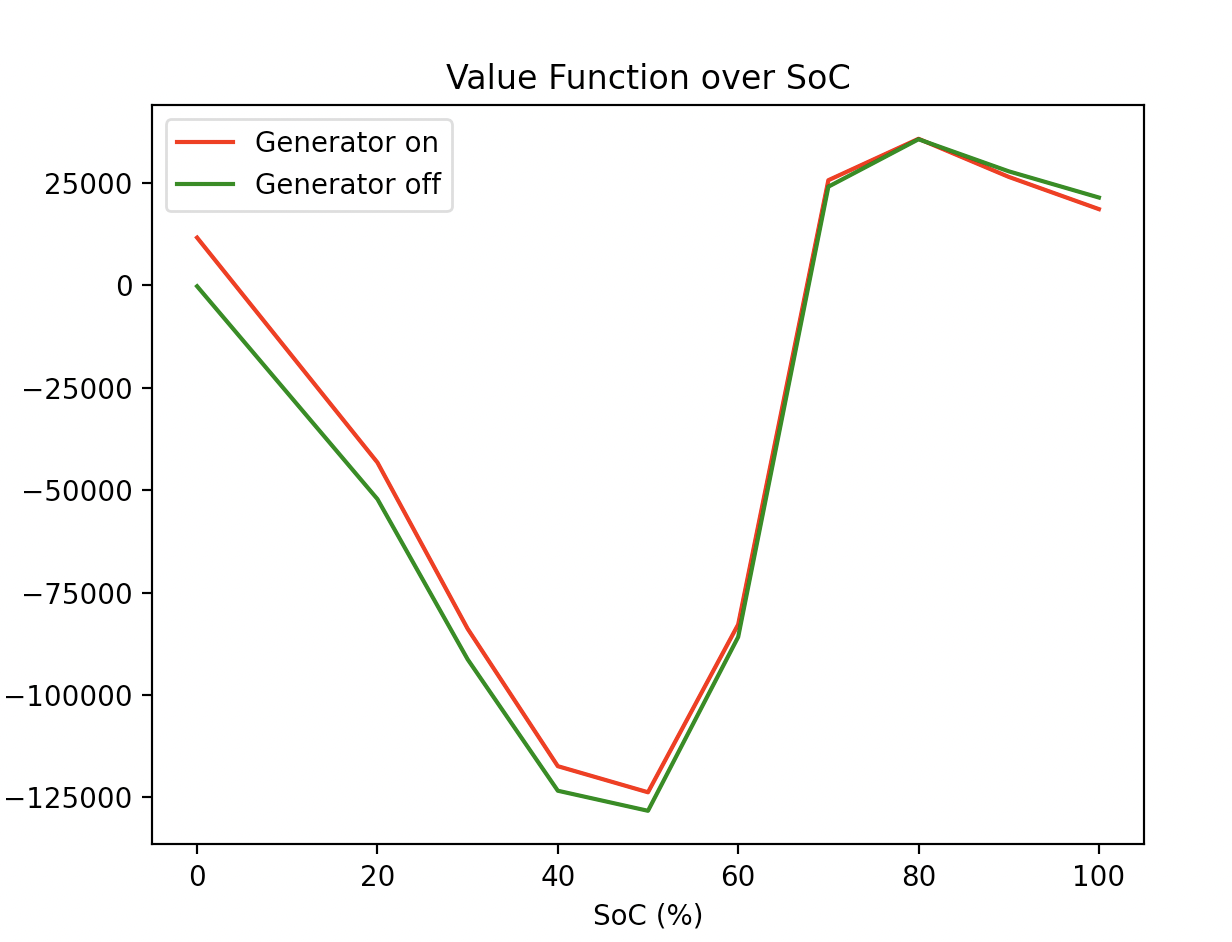 Value Function over SoC
Generator on
Generator off
25000
0
−25000
−50000
−75000
−100000
−125000
0 20 40 60 80 100
SoC (%)